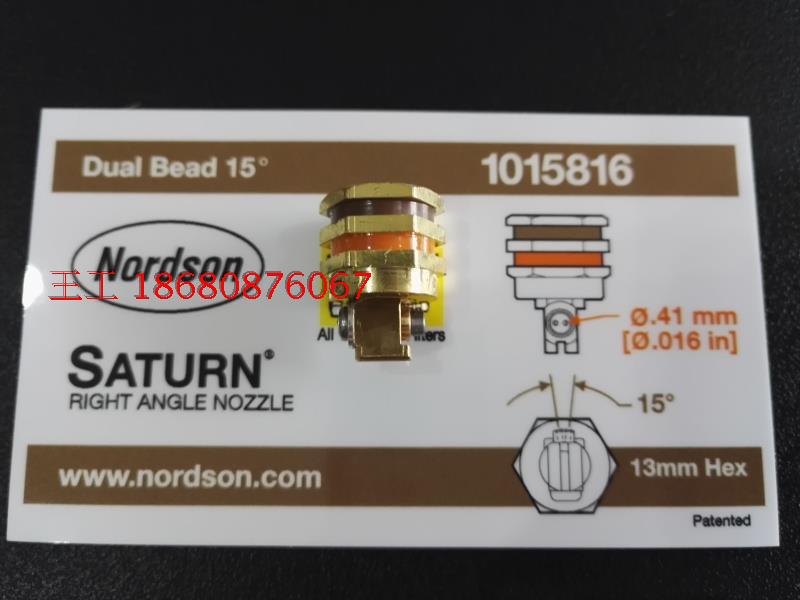 Dual Bead 15°
1015816
Nordson
王工 18680876067
All
SATURN®
RIGHT ANGLE NOZZLE
Ø.41 mm
[Ø.016 in]
15°
www.nordson.com
13mm Hex
Patented